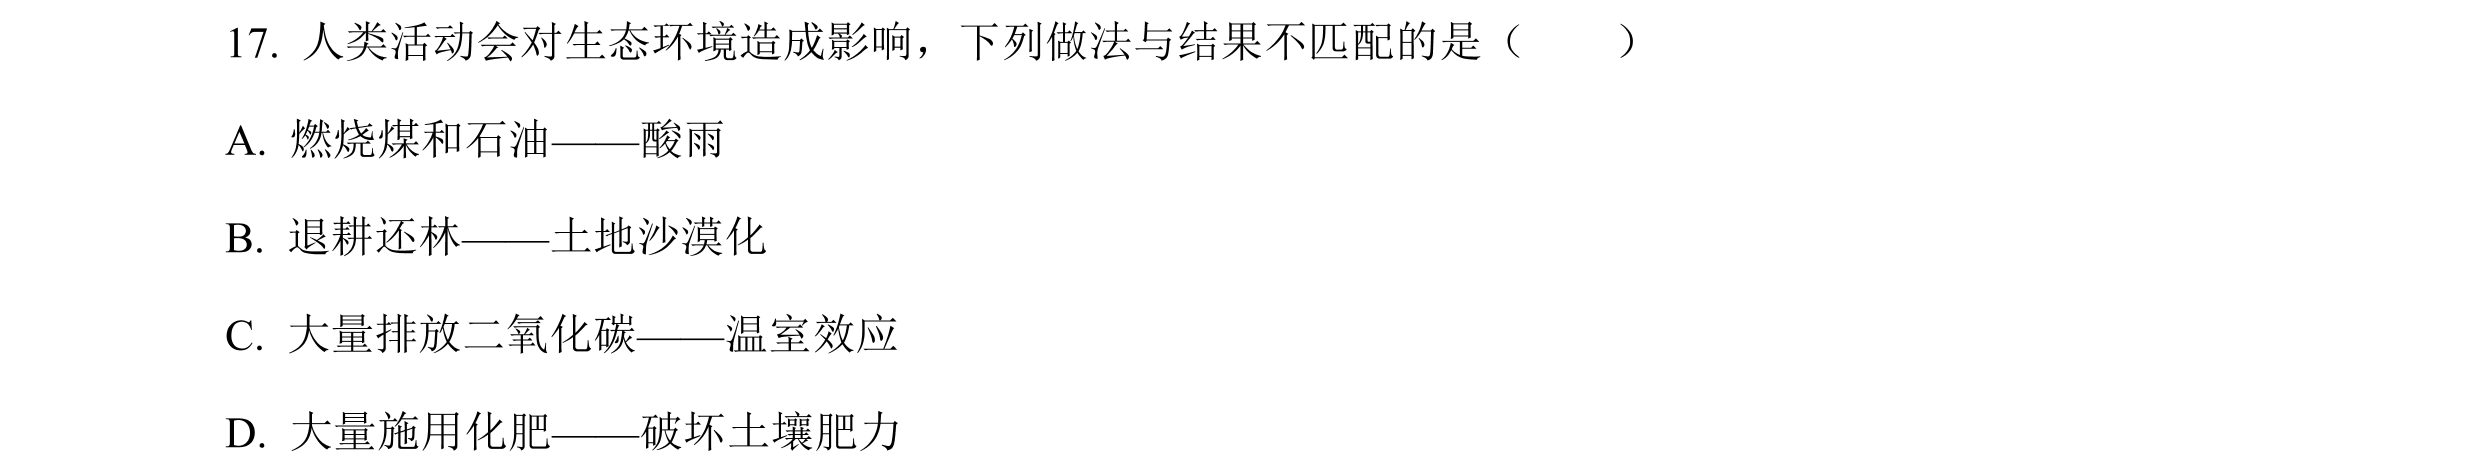 17. 人类活动会对生态环境造成影响，下列做法与结果不匹配的是（　　）
A. 燃烧煤和石油——酸雨
B. 退耕还林——土地沙漠化
C. 大量排放二氧化碳——温室效应
D. 大量施用化肥——破坏土壤肥力